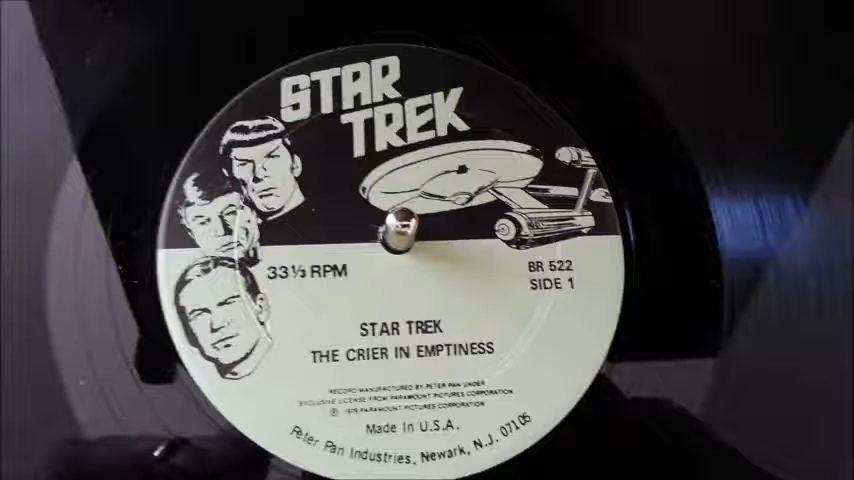 STAR
TREK
33⅓ RPM
BR 522
SIDE 1
STAR TREK
THE CRIER IN EMPTINESS
RECORD MANUFACTURED BY PETER PAN UNDER
EXCLUSIVE LICENSE FROM PARAMOUNT PICTURES CORPORATION
Ⓟ 1975 PARAMOUNT PICTURES CORPORATION
Made In U.S.A.
Peter Pan Industries, Newark, N.J. 07105